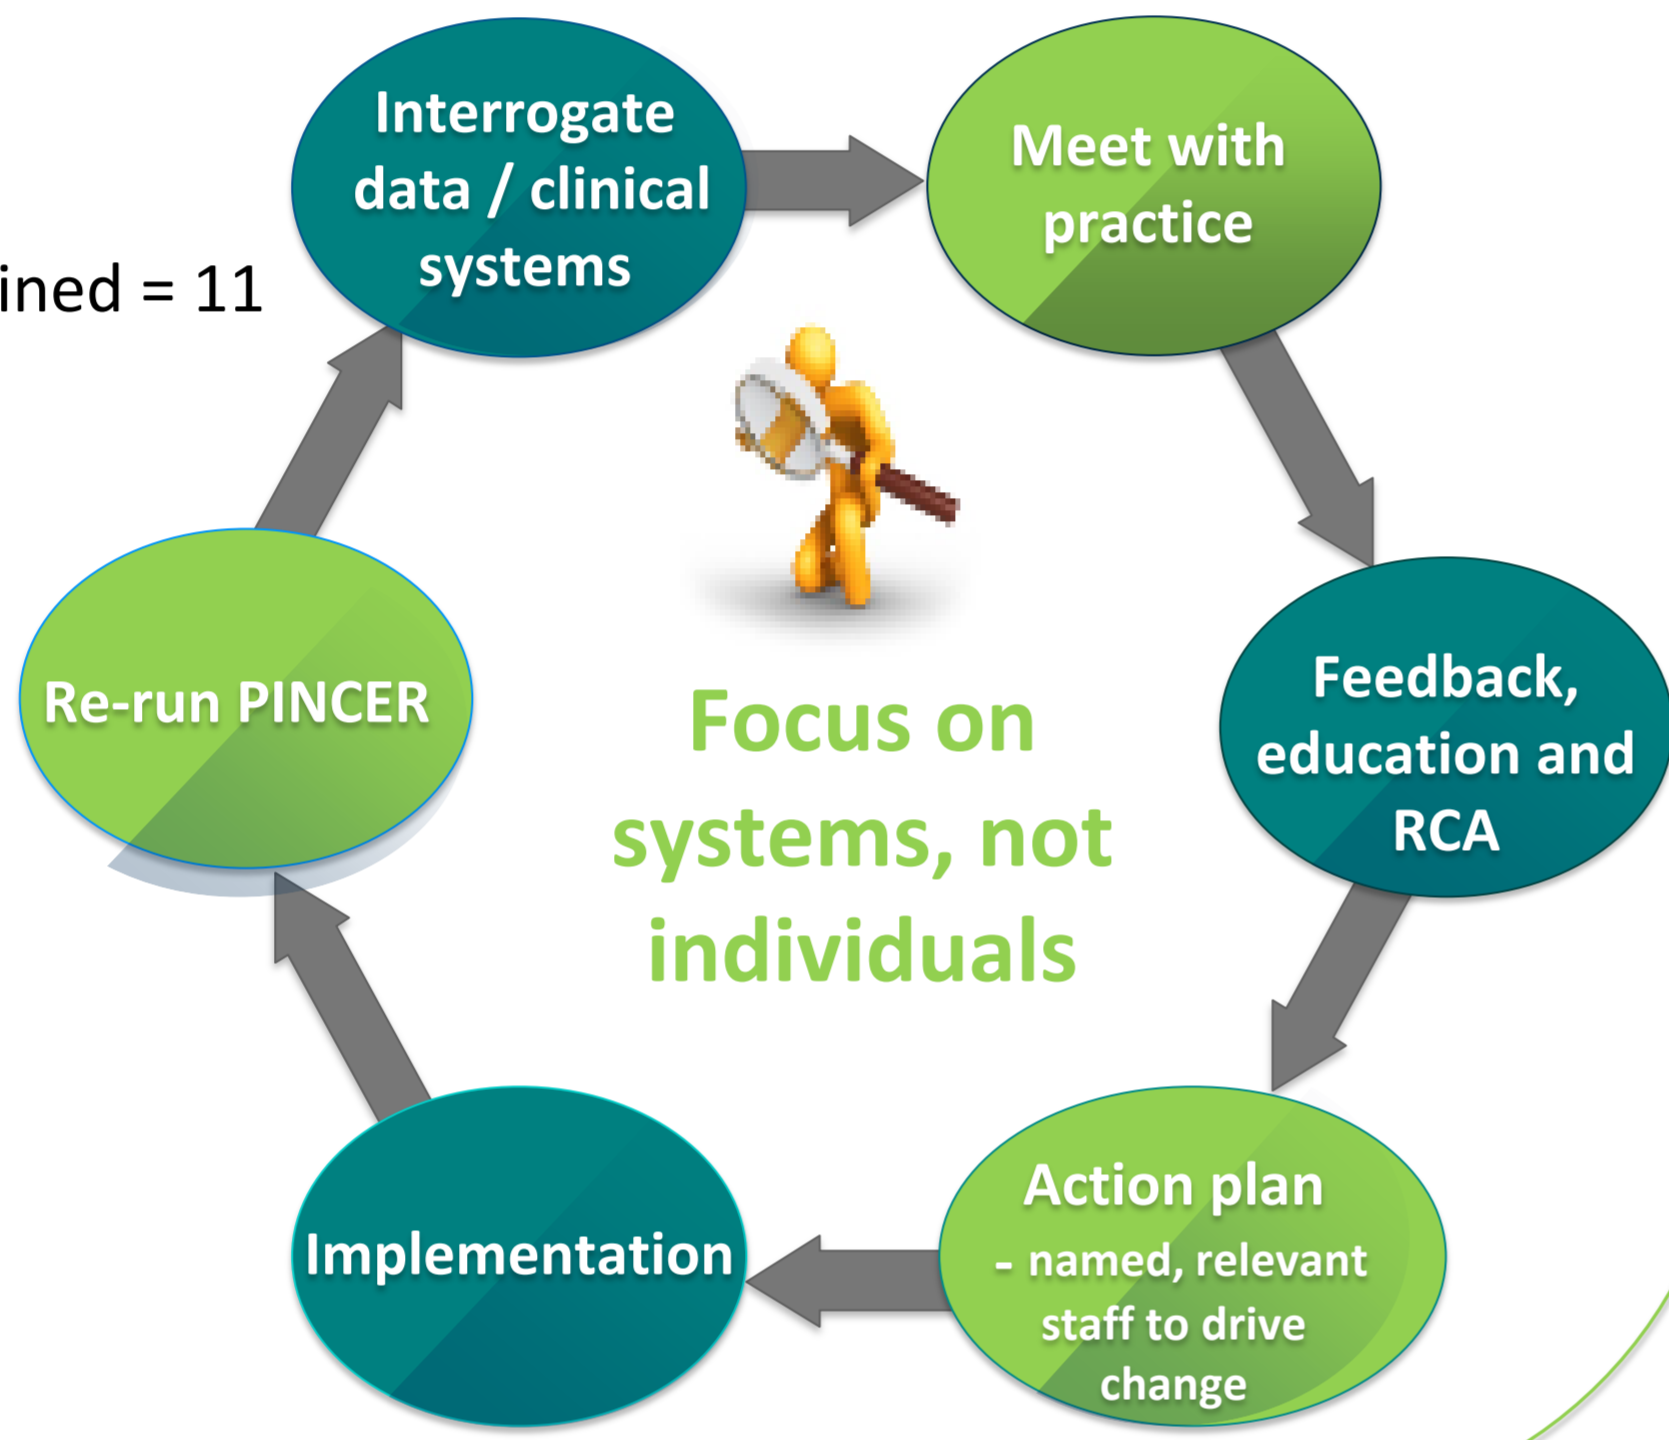 Interrogate
data / clinical
systems
Meet with
practice
ined = 11
Feedback,
education and
RCA
Re-run PINCER
Focus on
systems, not
individuals
Action plan
- named, relevant
staff to drive
change
Implementation